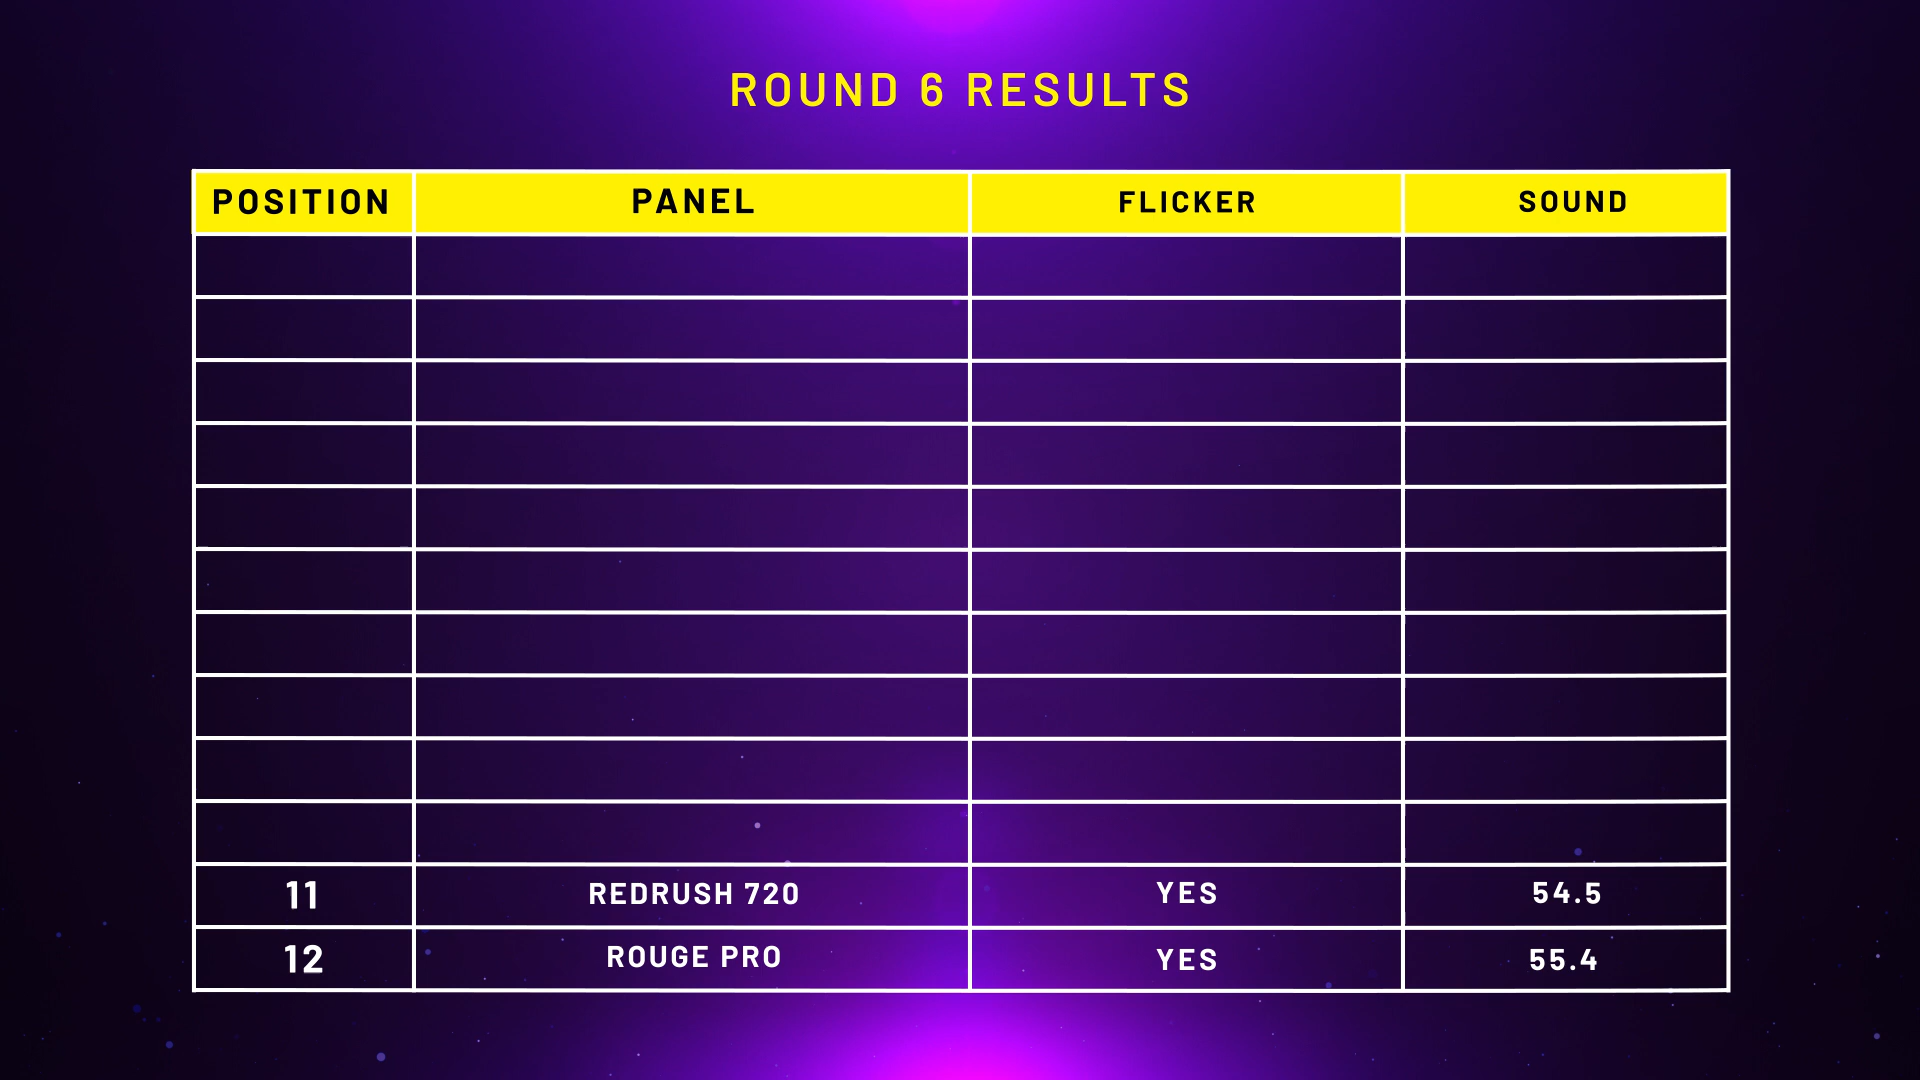 ROUND 6 RESULTS
POSITION PANEL FLICKER SOUND
11 REDRUSH 720 YES 54.5
12 ROUGE PRO YES 55.4